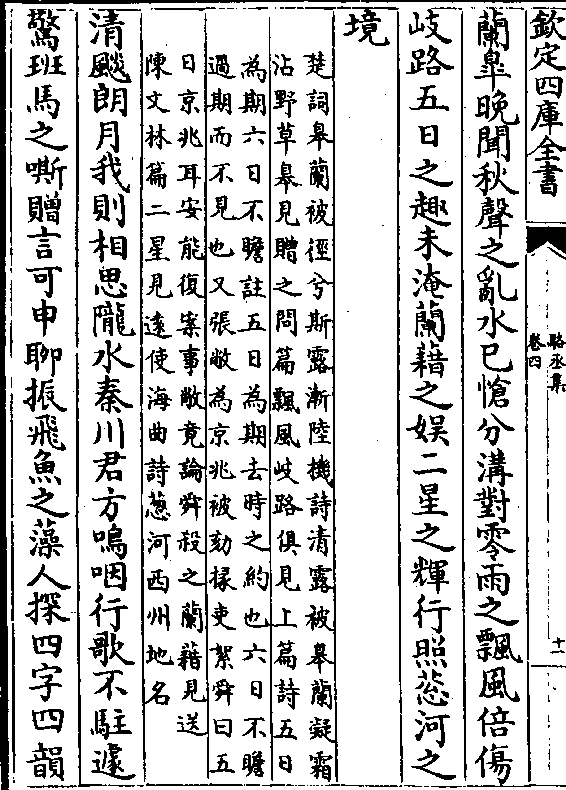 欽定四庫全書
駱丞集
卷四
十一
蘭臯晚聞秋聲之亂水已愴分溝對零雨之飄風倍傷
岐路五日之趣未淹蘭藉之娱二星之輝行照葱河之
境
楚詞皋蘭被徑兮斯露漸陸機詩清露被皋蘭凝霜
沾野草皋見贈之問篇飄風岐路俱見上篇詩五日
為期六日不瞻註五日為期去時之約也六日不瞻
過期而不見也又張敞為京兆被劾掾吏絮舜曰五
日京兆耳安能復案事敞竟論舜殺之蘭藉見送
陳文林篇二星見遠使海曲詩葱河西州地名
清飈朗月我則相思隴水秦川君方嗚咽行歌不駐遽
驚班馬之嘶贈言可申聊振飛魚之藻人探四字四韻